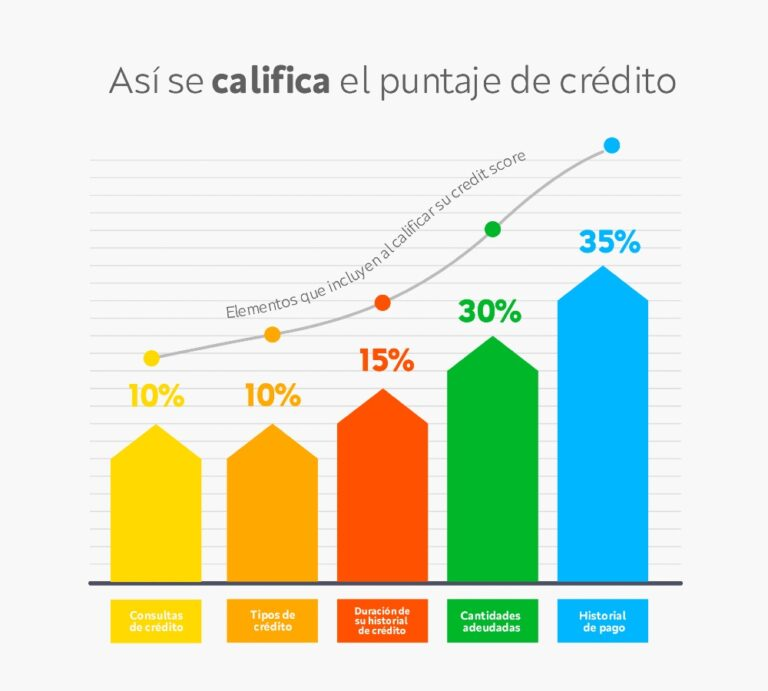 Así se califica el puntaje de crédito
Elementos que incluyen al calificar su credit score
10%
10%
15%
30%
35%
Consultas
de crédito
Tipos de
crédito
Duración de
su historial
de crédito
Cantidades
adeudadas
Historial
de pago